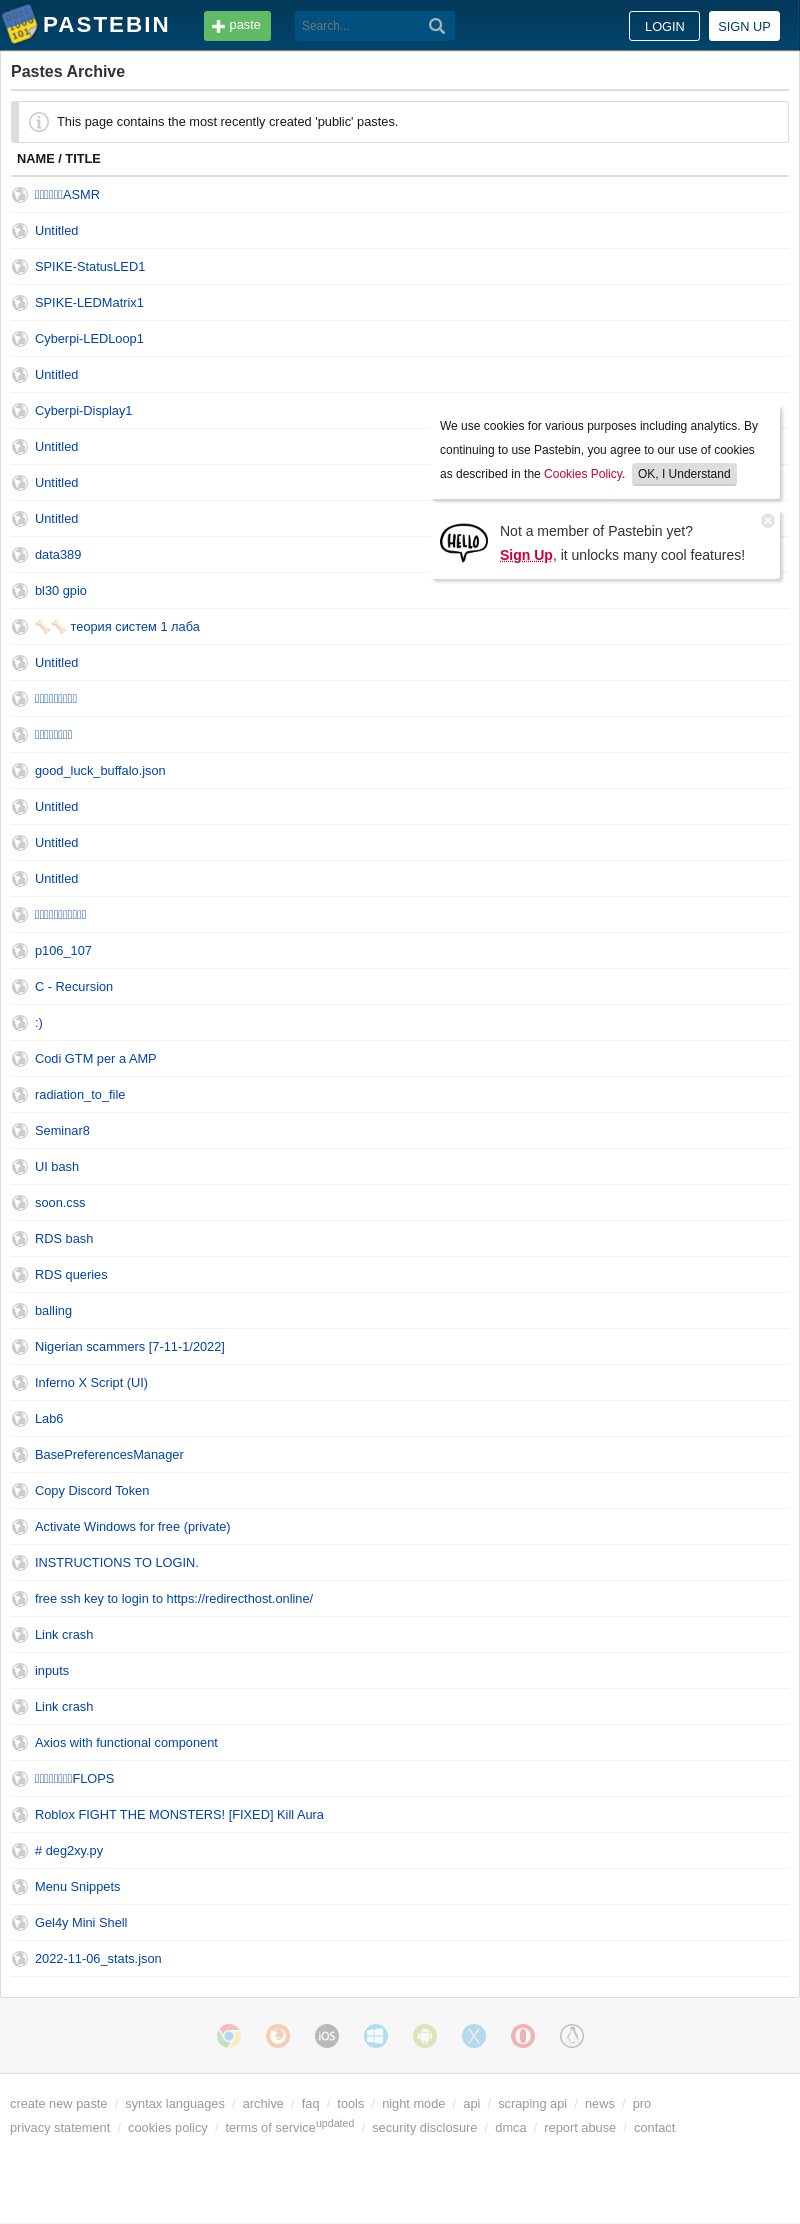 PASTEBIN
paste
Search...
LOGIN
SIGN UP
Pastes Archive
This page contains the most recently created 'public' pastes.
NAME / TITLE
ASMR
Untitled
SPIKE-StatusLED1
SPIKE-LEDMatrix1
Cyberpi-LEDLoop1
Untitled
Cyberpi-Display1
We use cookies for various purposes including analytics. By
continuing to use Pastebin, you agree to our use of cookies
as described in the Cookies Policy. OK, I Understand
Untitled
Untitled
Untitled
Not a member of Pastebin yet?
Sign Up, it unlocks many cool features!
HELLO
data389
bl30 gpio
🦴🦴 теория систем 1 лаба
Untitled
good_luck_buffalo.json
Untitled
Untitled
Untitled
p106_107
C - Recursion
:)
Codi GTM per a AMP
radiation_to_file
Seminar8
UI bash
soon.css
RDS bash
RDS queries
balling
Nigerian scammers [7-11-1/2022]
Inferno X Script (UI)
Lab6
BasePreferencesManager
Copy Discord Token
Activate Windows for free (private)
INSTRUCTIONS TO LOGIN.
free ssh key to login to https://redirecthost.online/
Link crash
inputs
Link crash
Axios with functional component
FLOPS
Roblox FIGHT THE MONSTERS! [FIXED] Kill Aura
# deg2xy.py
Menu Snippets
Gel4y Mini Shell
2022-11-06_stats.json
iOS
create new paste / syntax languages / archive / faq / tools / night mode / api / scraping api / news / pro
privacy statement / cookies policy / terms of serviceupdated / security disclosure / dmca / report abuse / contact